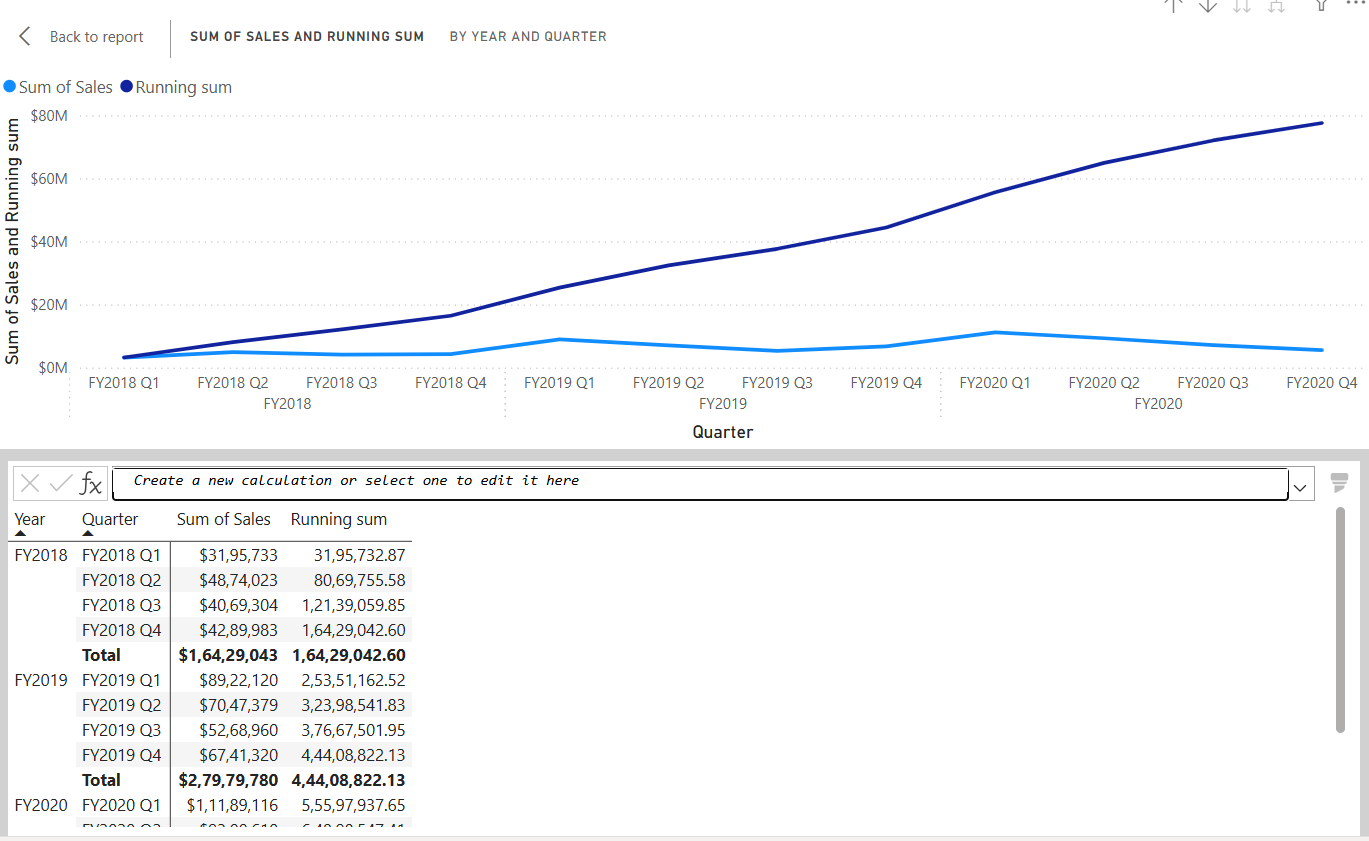 Back to report SUM OF SALES AND RUNNING SUM BY YEAR AND QUARTER
Sum of Sales Running sum
Sum of Sales and Running sum
$80M
$60M
$40M
$20M
$0M
FY2018 Q1 FY2018 Q2 FY2018 Q3 FY2018 Q4 FY2019 Q1 FY2019 Q2 FY2019 Q3 FY2019 Q4 FY2020 Q1 FY2020 Q2 FY2020 Q3 FY2020 Q4
FY2018 FY2019 FY2020
Quarter
fx Create a new calculation or select one to edit it here
Year Quarter Sum of Sales Running sum
FY2018 FY2018 Q1 $31,95,733 31,95,732.87
FY2018 Q2 $48,74,023 80,69,755.58
FY2018 Q3 $40,69,304 1,21,39,059.85
FY2018 Q4 $42,89,983 1,64,29,042.60
Total $1,64,29,043 1,64,29,042.60
FY2019 FY2019 Q1 $89,22,120 2,53,51,162.52
FY2019 Q2 $70,47,379 3,23,98,541.83
FY2019 Q3 $52,68,960 3,76,67,501.95
FY2019 Q4 $67,41,320 4,44,08,822.13
Total $2,79,79,780 4,44,08,822.13
FY2020 FY2020 Q1 $1,11,89,116 5,55,97,937.65